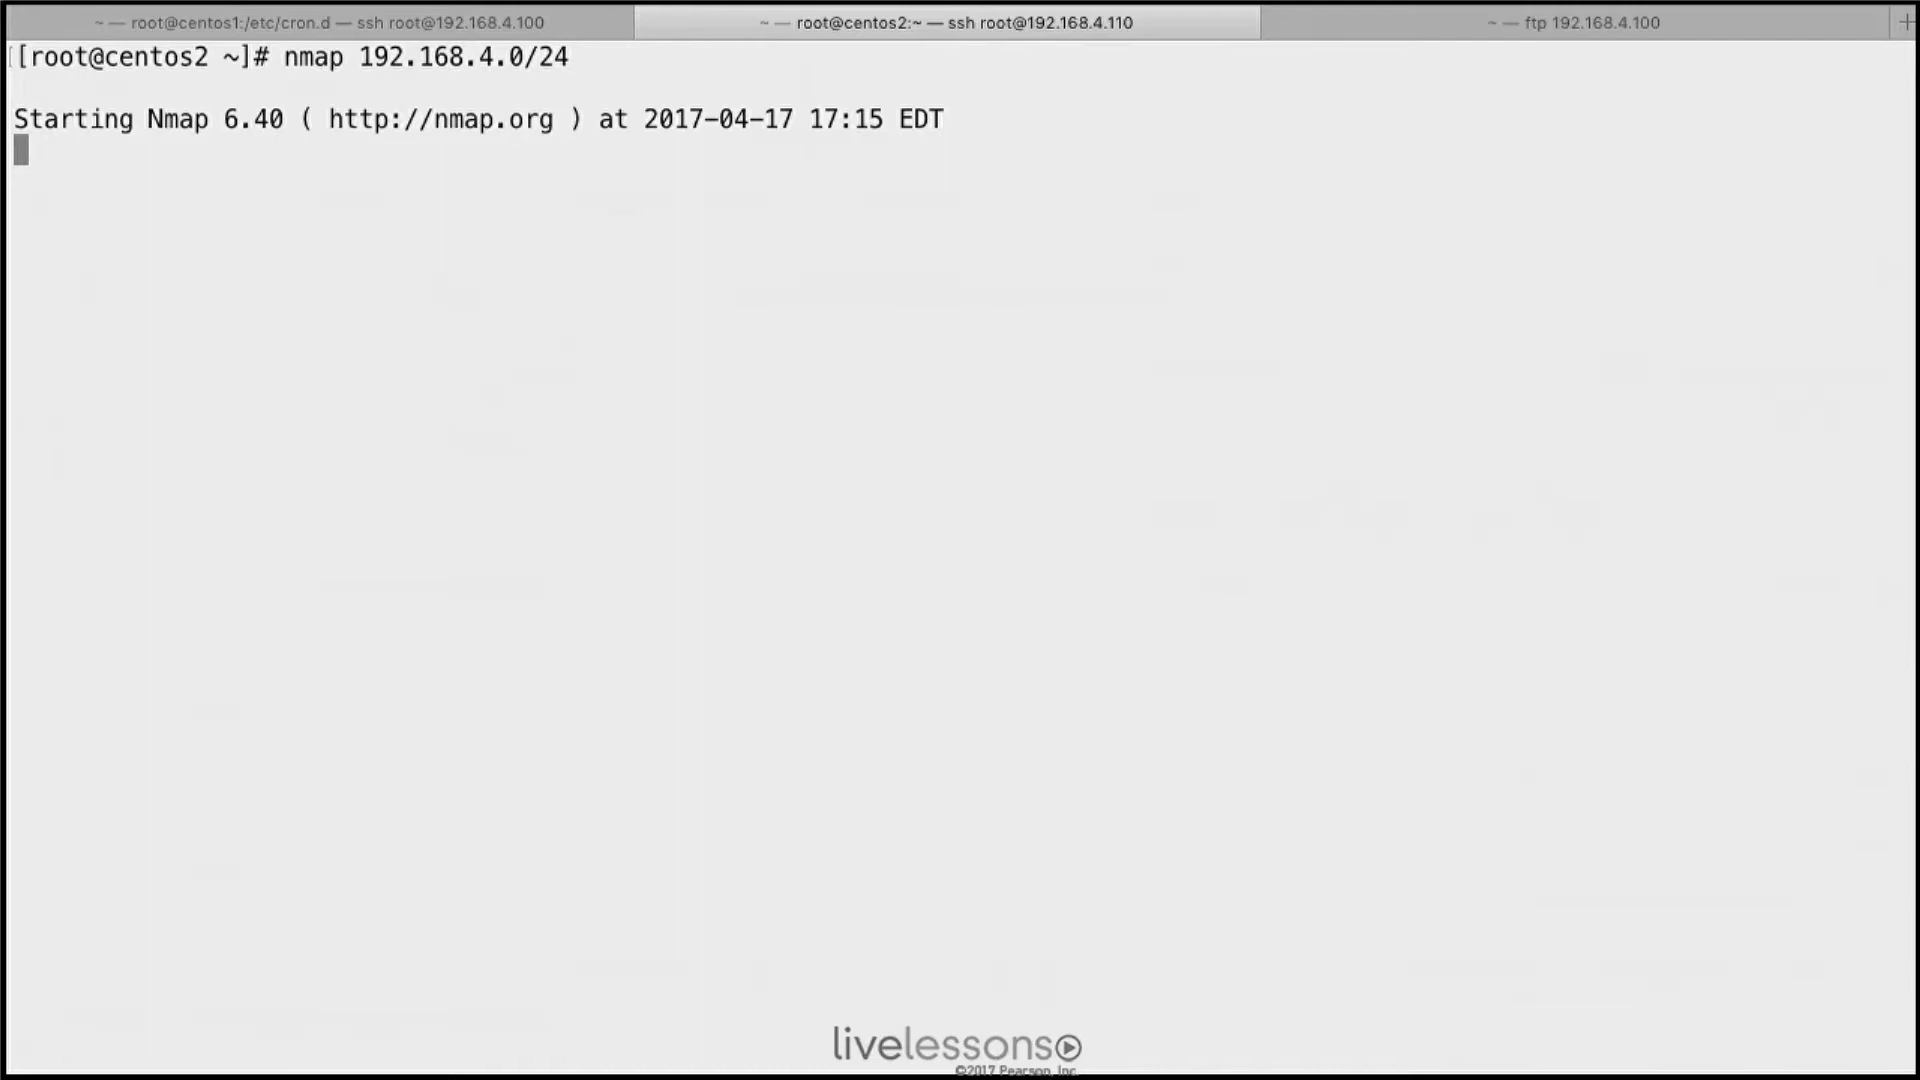 ~ — root@centos1:/etc/cron.d — ssh root@192.168.4.100
~ — root@centos2:~ — ssh root@192.168.4.110
~ — ftp 192.168.4.100
[[root@centos2 ~]# nmap 192.168.4.0/24
Starting Nmap 6.40 ( http://nmap.org ) at 2017-04-17 17:15 EDT
livelessons
©2017 Pearson, Inc.